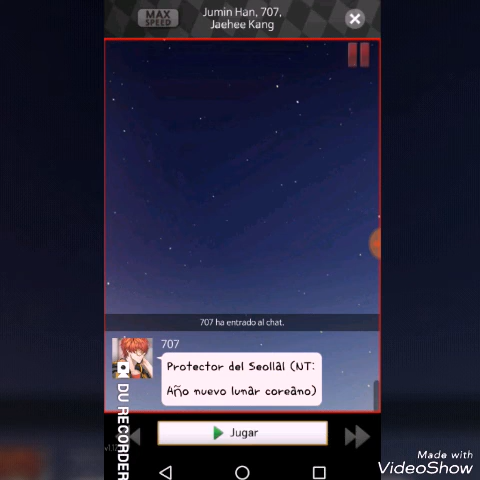 MAX
SPEED
Jumin Han, 707,
Jaehee Kang
707 ha entrado al chat.
707
Protector del Seollal (NT:
Año nuevo lunar coreano)
DU RECORDER
Jugar
Made with
VideoShow